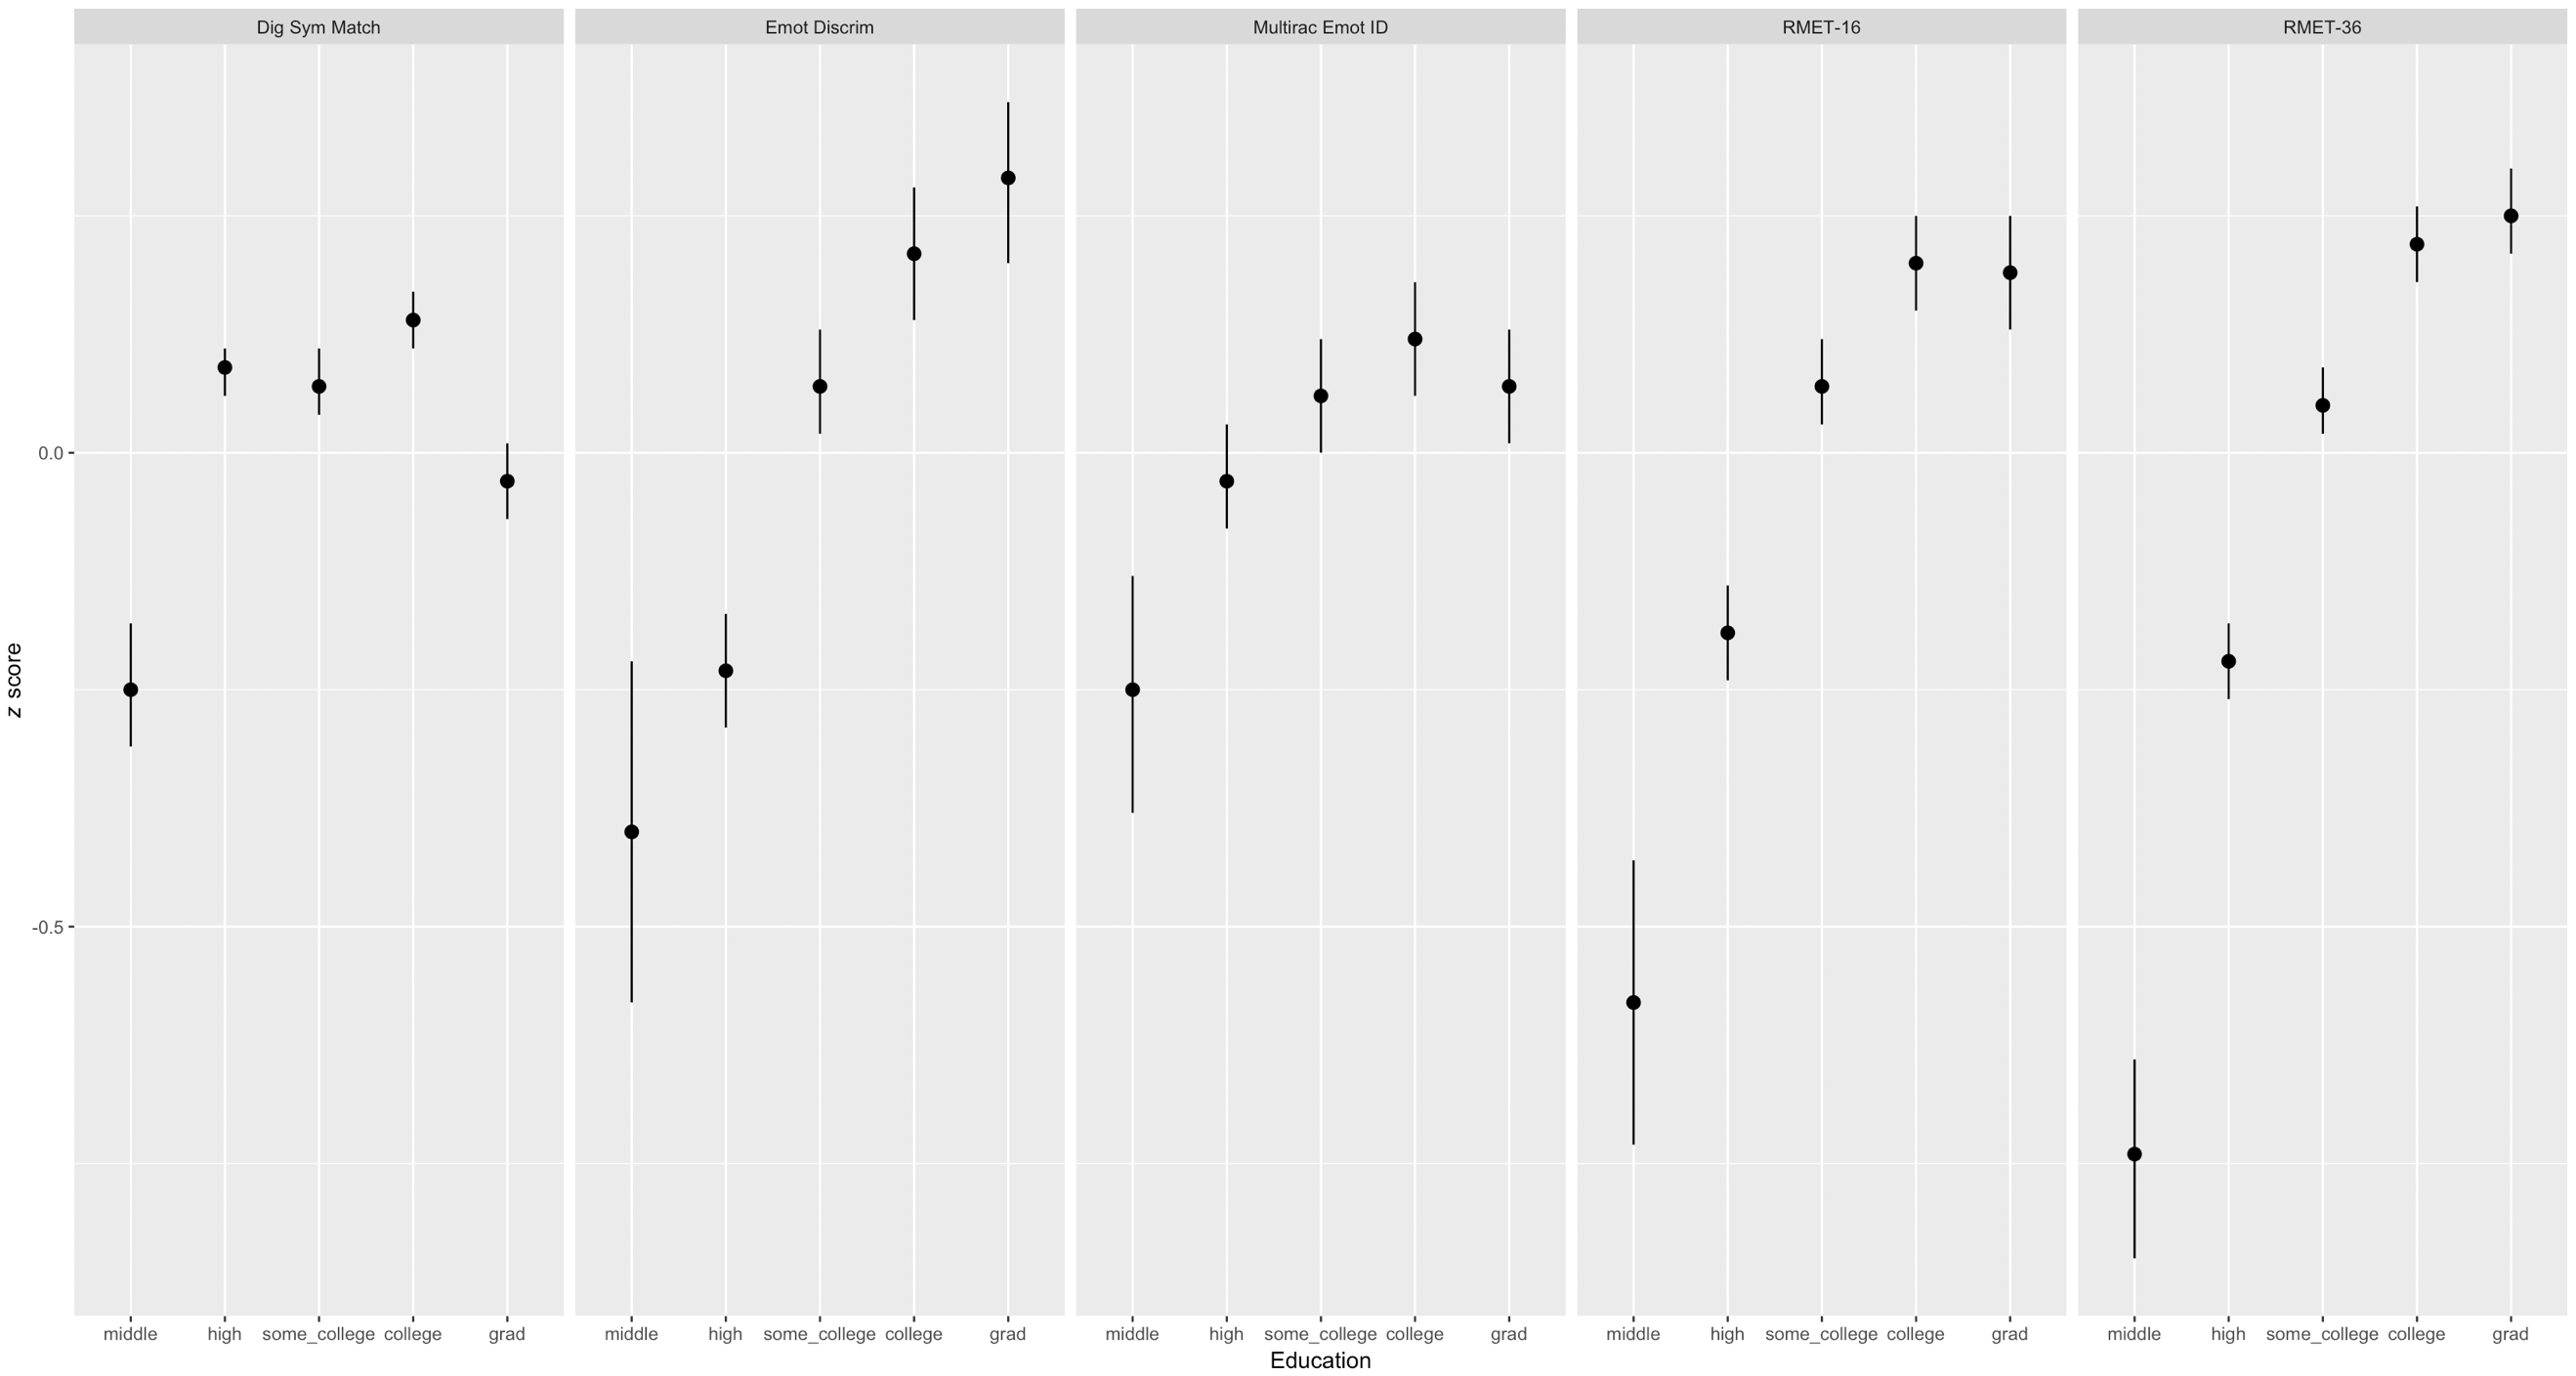 Dig Sym Match
Emot Discrim
Multirac Emot ID
RMET-16
RMET-36
z score
0.0
-0.5
middle high some_college college grad
middle high some_college college grad
middle high some_college college grad
middle high some_college college grad
middle high some_college college grad
Education